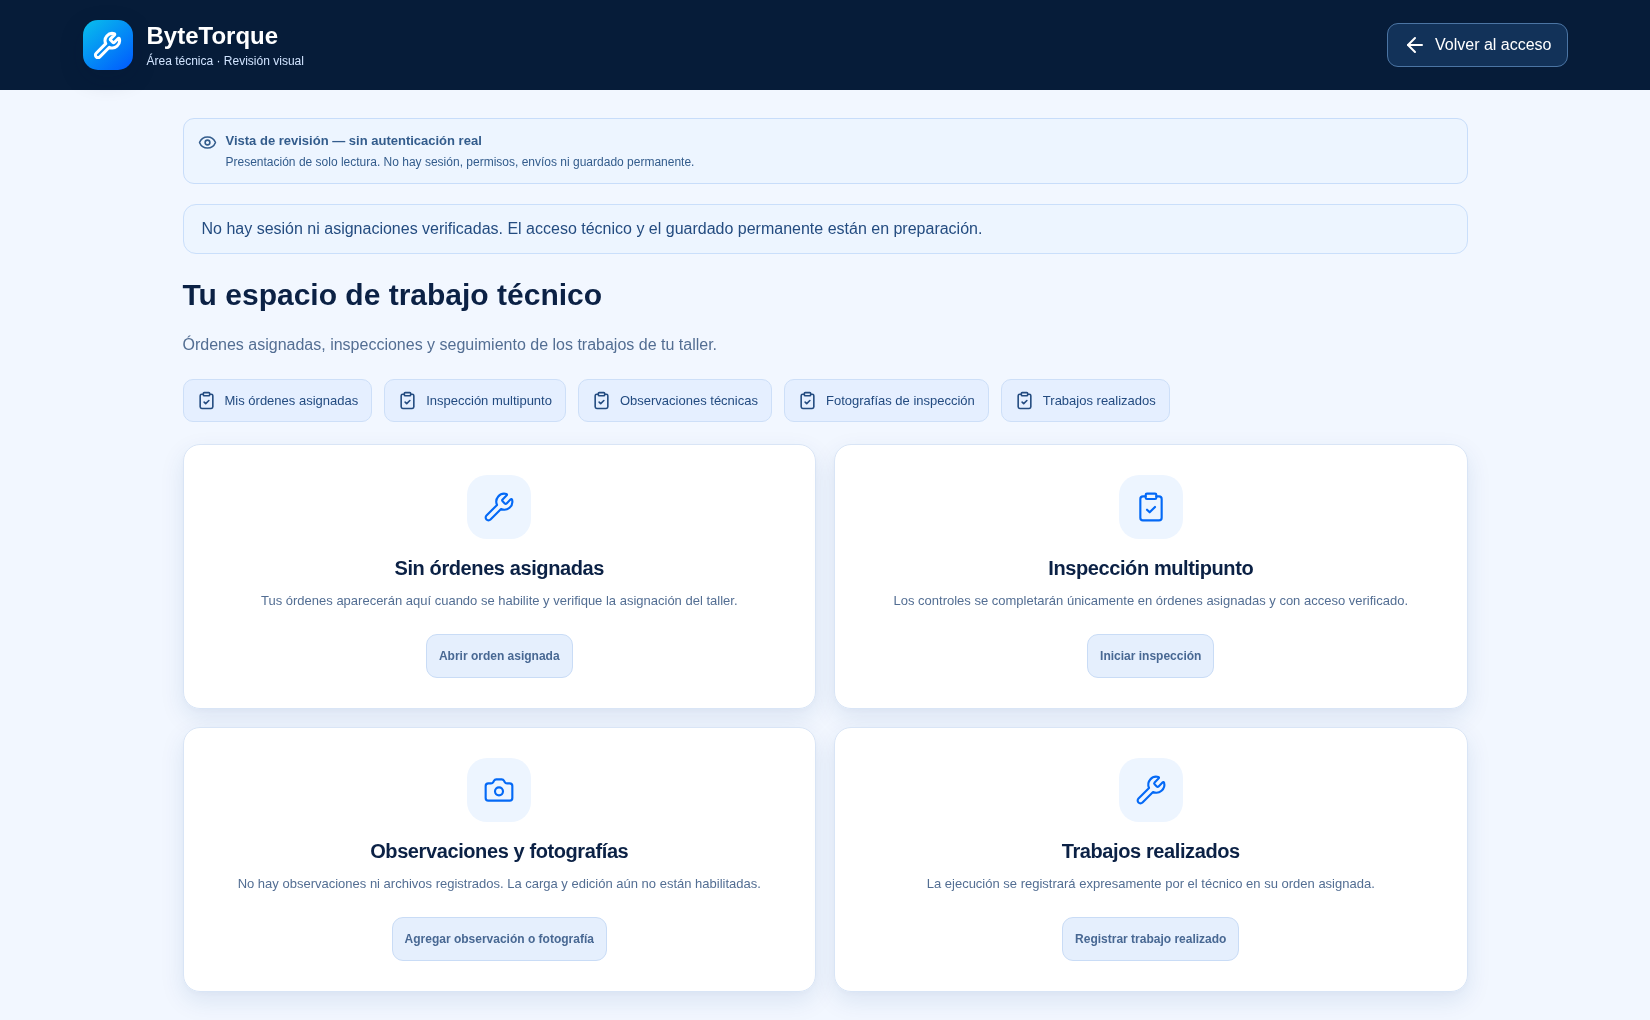 ByteTorque
Área técnica · Revisión visual
Volver al acceso
Vista de revisión — sin autenticación real
Presentación de solo lectura. No hay sesión, permisos, envíos ni guardado permanente.
No hay sesión ni asignaciones verificadas. El acceso técnico y el guardado permanente están en preparación.
Tu espacio de trabajo técnico
Órdenes asignadas, inspecciones y seguimiento de los trabajos de tu taller.
Mis órdenes asignadas
Inspección multipunto
Observaciones técnicas
Fotografías de inspección
Trabajos realizados
Sin órdenes asignadas
Tus órdenes aparecerán aquí cuando se habilite y verifique la asignación del taller.
Abrir orden asignada
Inspección multipunto
Los controles se completarán únicamente en órdenes asignadas y con acceso verificado.
Iniciar inspección
Observaciones y fotografías
No hay observaciones ni archivos registrados. La carga y edición aún no están habilitadas.
Agregar observación o fotografía
Trabajos realizados
La ejecución se registrará expresamente por el técnico en su orden asignada.
Registrar trabajo realizado